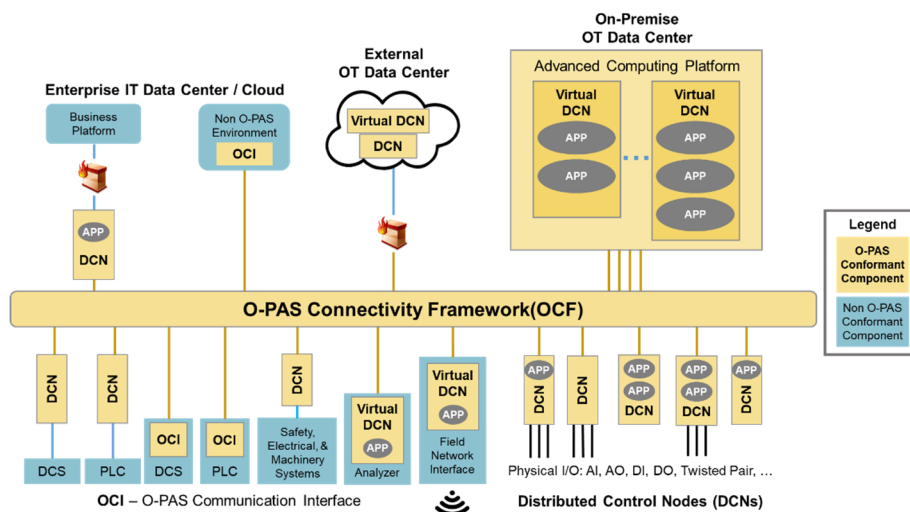 On-Premise
OT Data Center
External
OT Data Center
Advanced Computing Platform
Enterprise IT Data Center / Cloud
Business
Platform
Non O-PAS
Environment
OCI
Virtual DCN
DCN
Virtual
DCN
APP
APP
...
Virtual
DCN
APP
APP
APP
APP
DCN
Legend
O-PAS
Conformant
Component
Non O-PAS
Conformant
Component
O-PAS Connectivity Framework(OCF)
DCN
DCS
DCN
PLC
OCI
DCS
OCI
PLC
DCN
Safety,
Electrical, &
Machinery
Systems
Virtual
DCN
APP
Analyzer
Virtual
DCN
APP
Field
Network
Interface
APP
DCN
DCN
APP
APP
DCN
APP
APP
DCN
APP
DCN
Physical I/O: AI, AO, DI, DO, Twisted Pair, …
OCI – O-PAS Communication Interface
Distributed Control Nodes (DCNs)